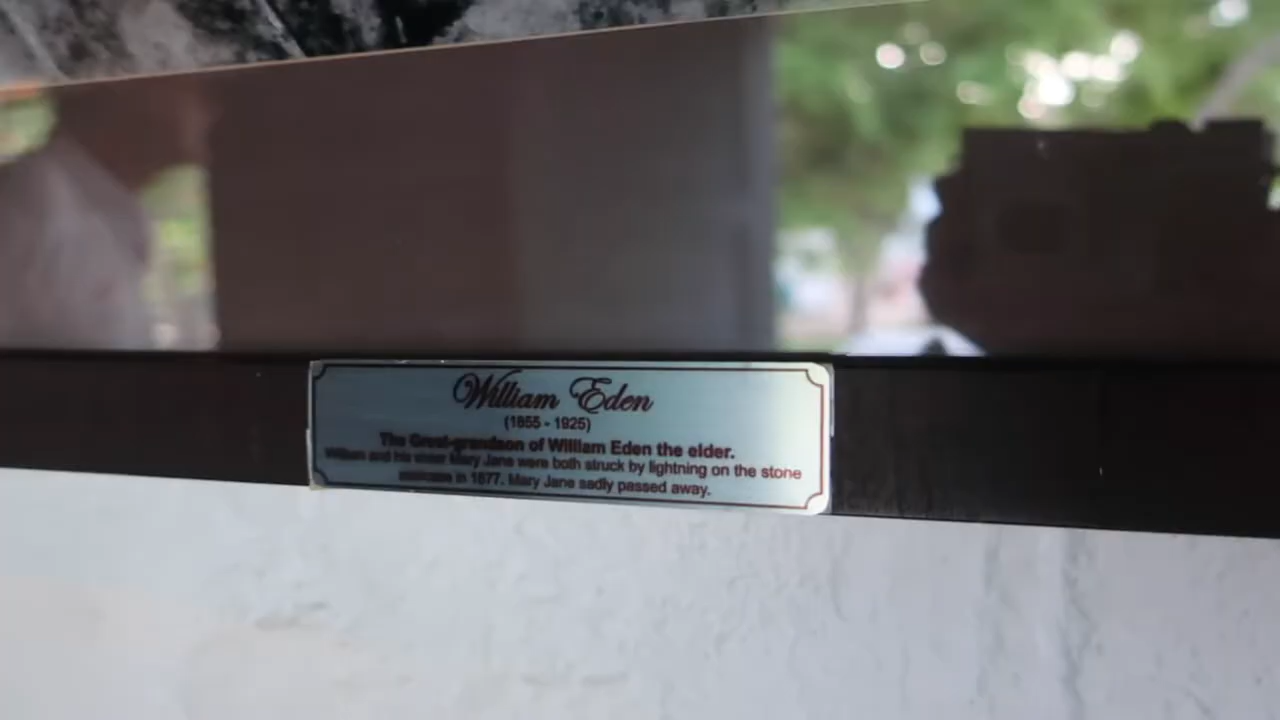 William Eden
(1855 - 1925)
The Great-grandson of William Eden the elder.
William and his sister Mary Jane were both struck by lightning on the stone
staircase in 1877. Mary Jane sadly passed away.